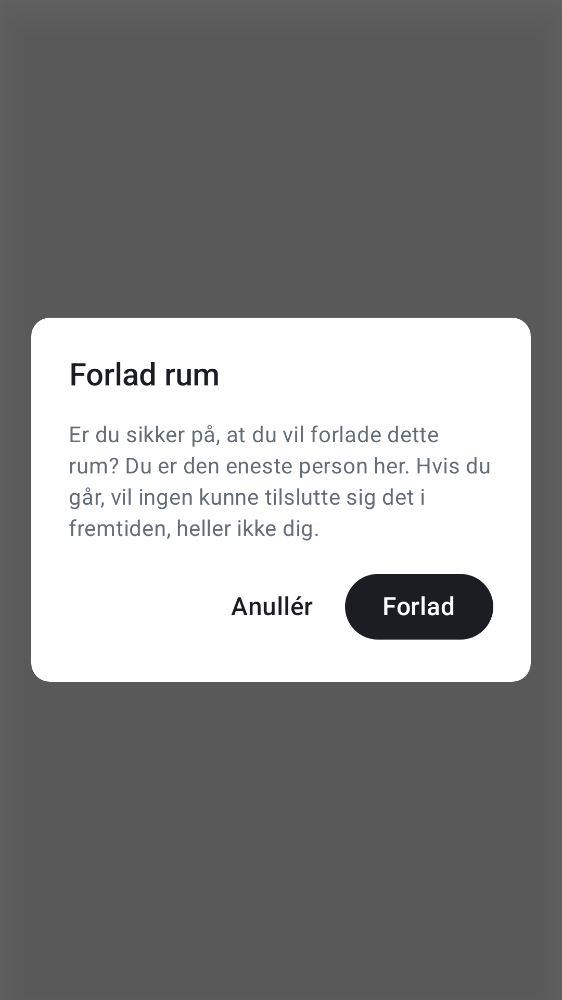 Forlad rum
Er du sikker på, at du vil forlade dette
rum? Du er den eneste person her. Hvis du
går, vil ingen kunne tilslutte sig det i
fremtiden, heller ikke dig.
Anullér
Forlad